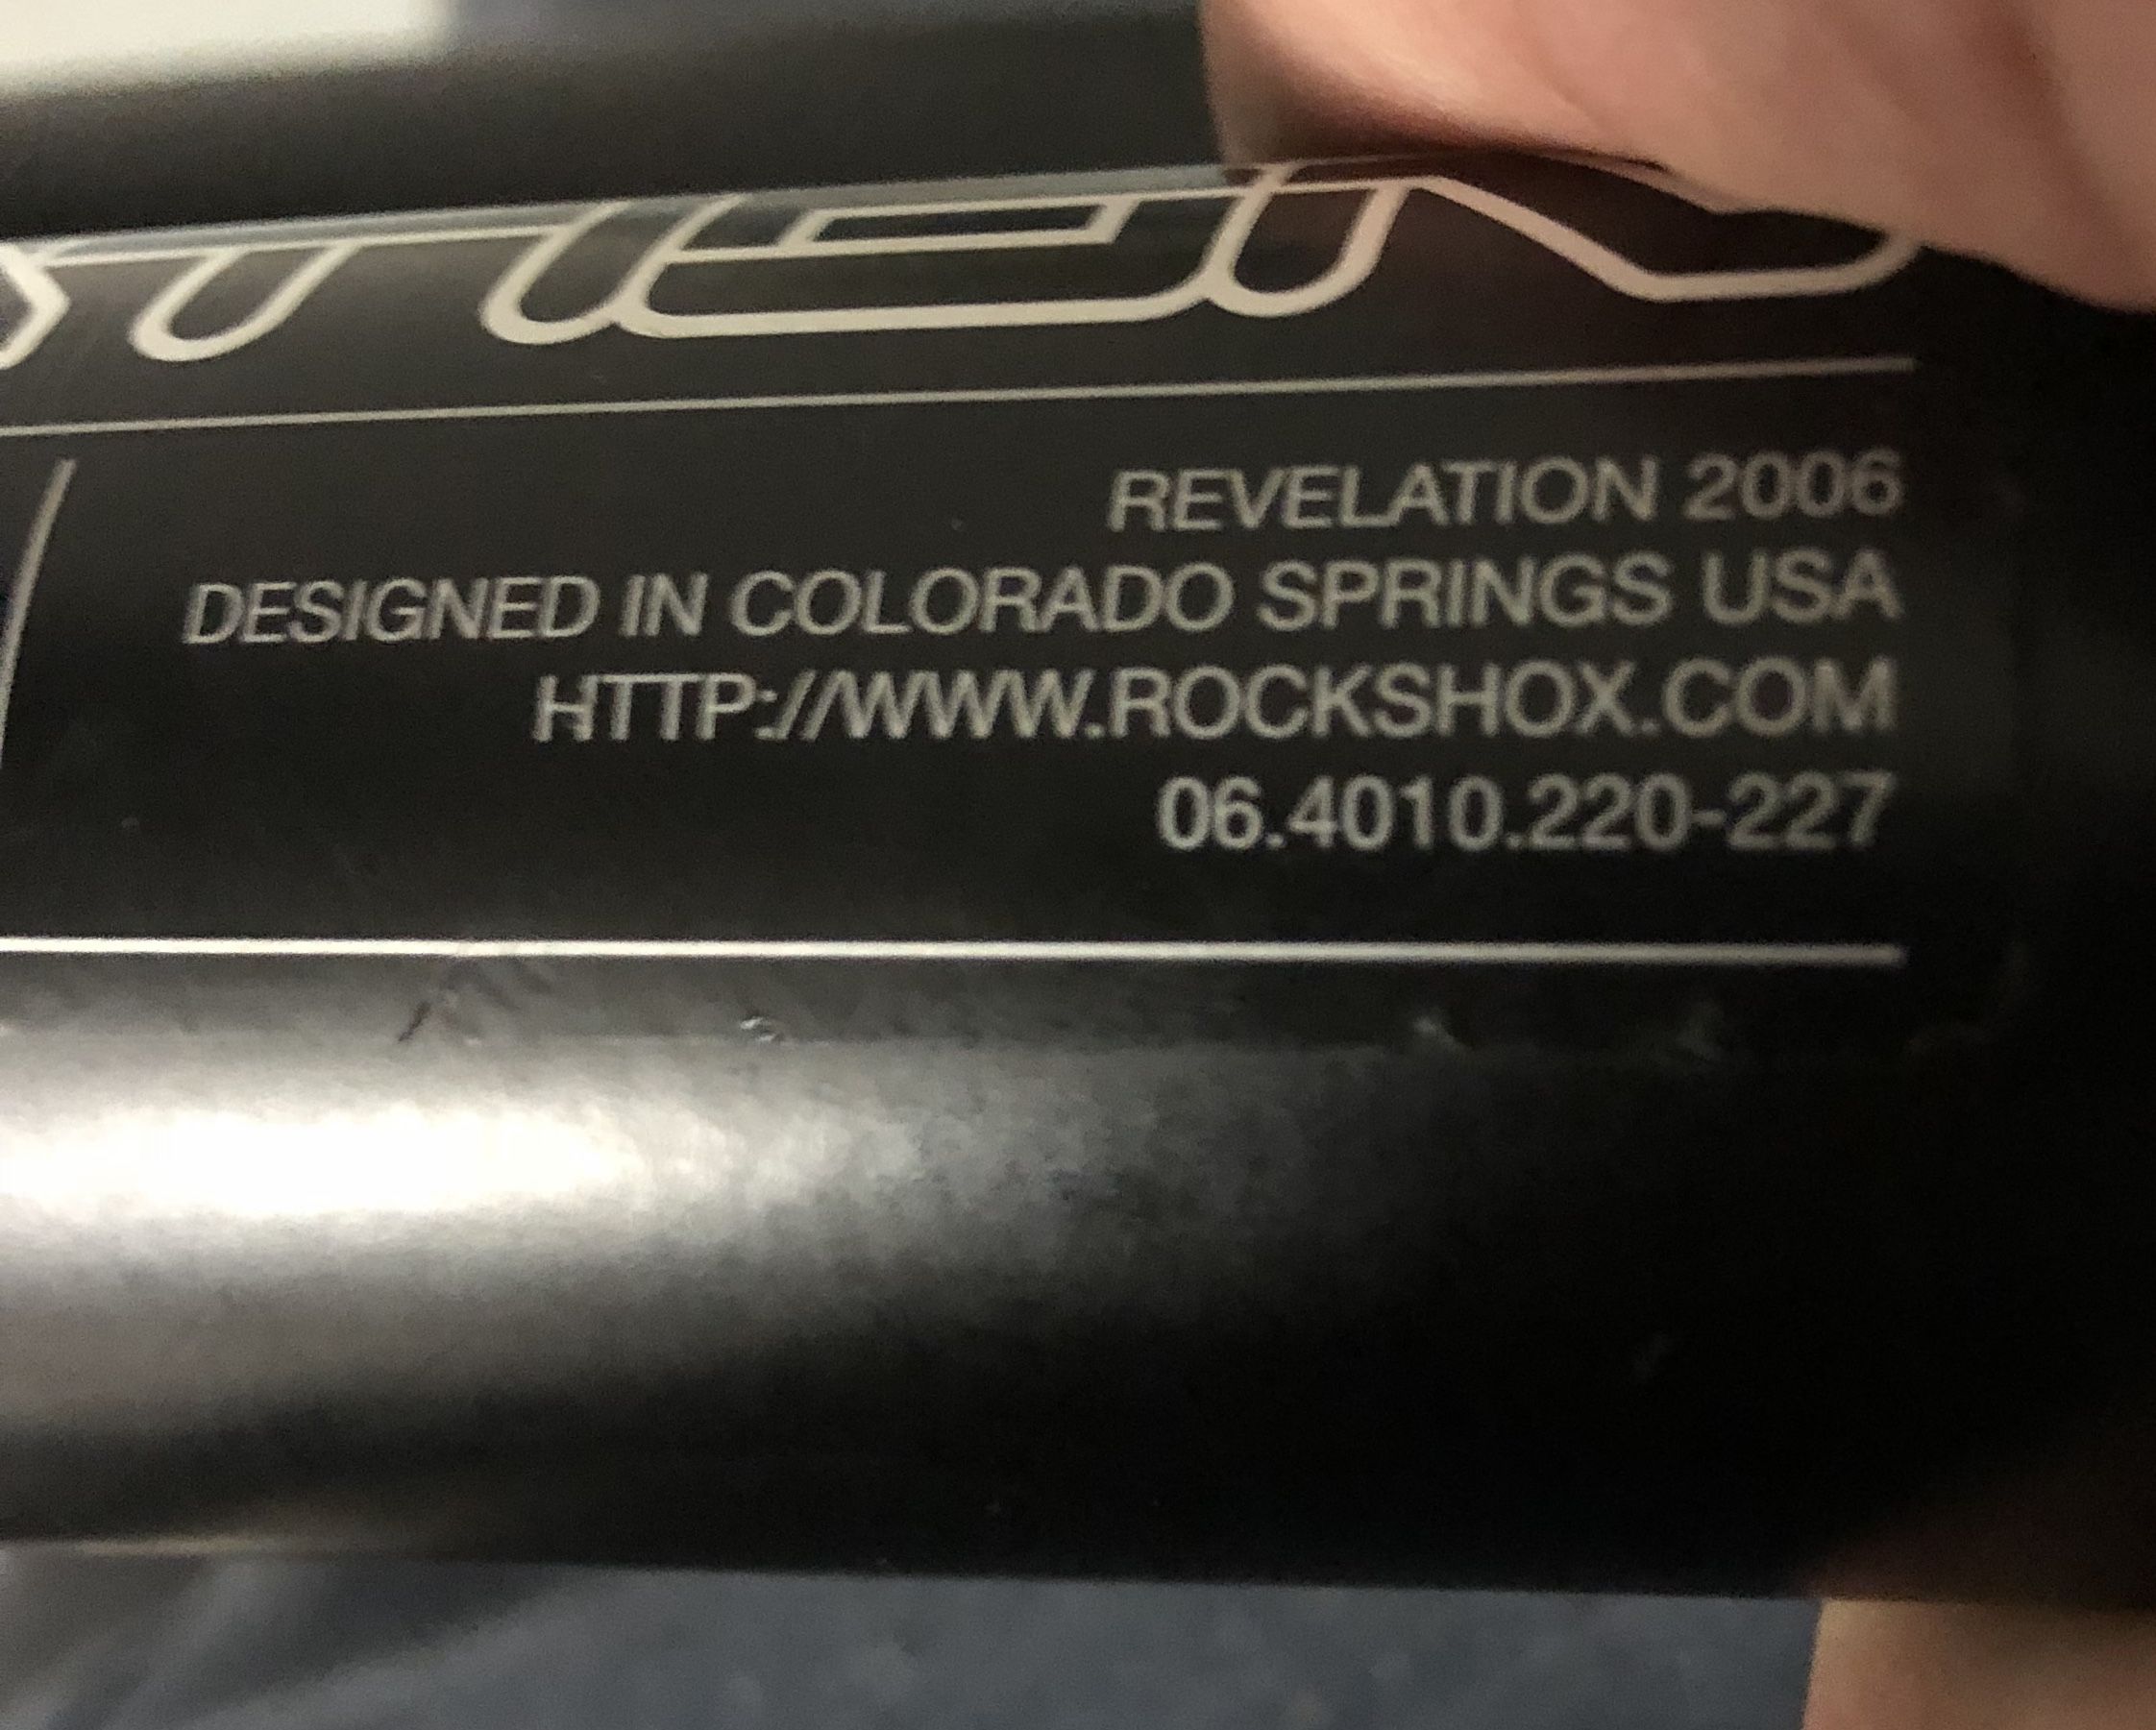 REVELATION 2006
DESIGNED IN COLORADO SPRINGS USA
HTTP://WWW.ROCKSHOX.COM
06.4010.220-227